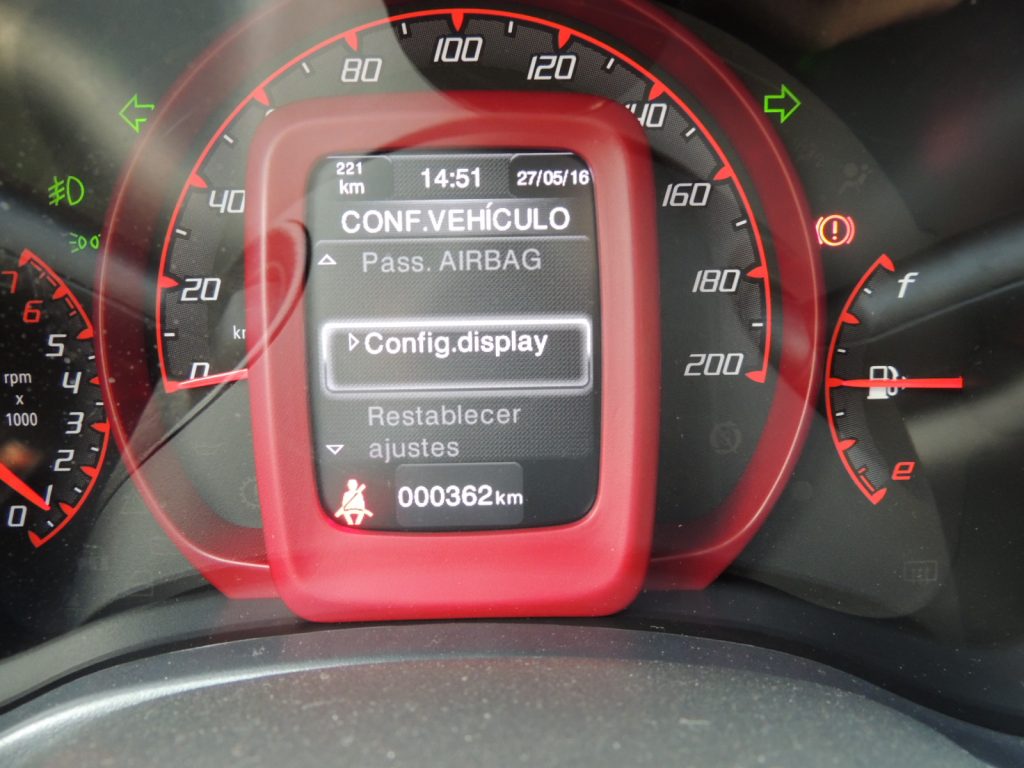 100
80
120
140
40
160
20
180
0
200
221
km
14:51
27/05/16
CONF.VEHÍCULO
Pass. AIRBAG
Config.display
Restablecer
ajustes
000362km
7
6
5
4
3
2
1
0
rpm
x
1000
f
e